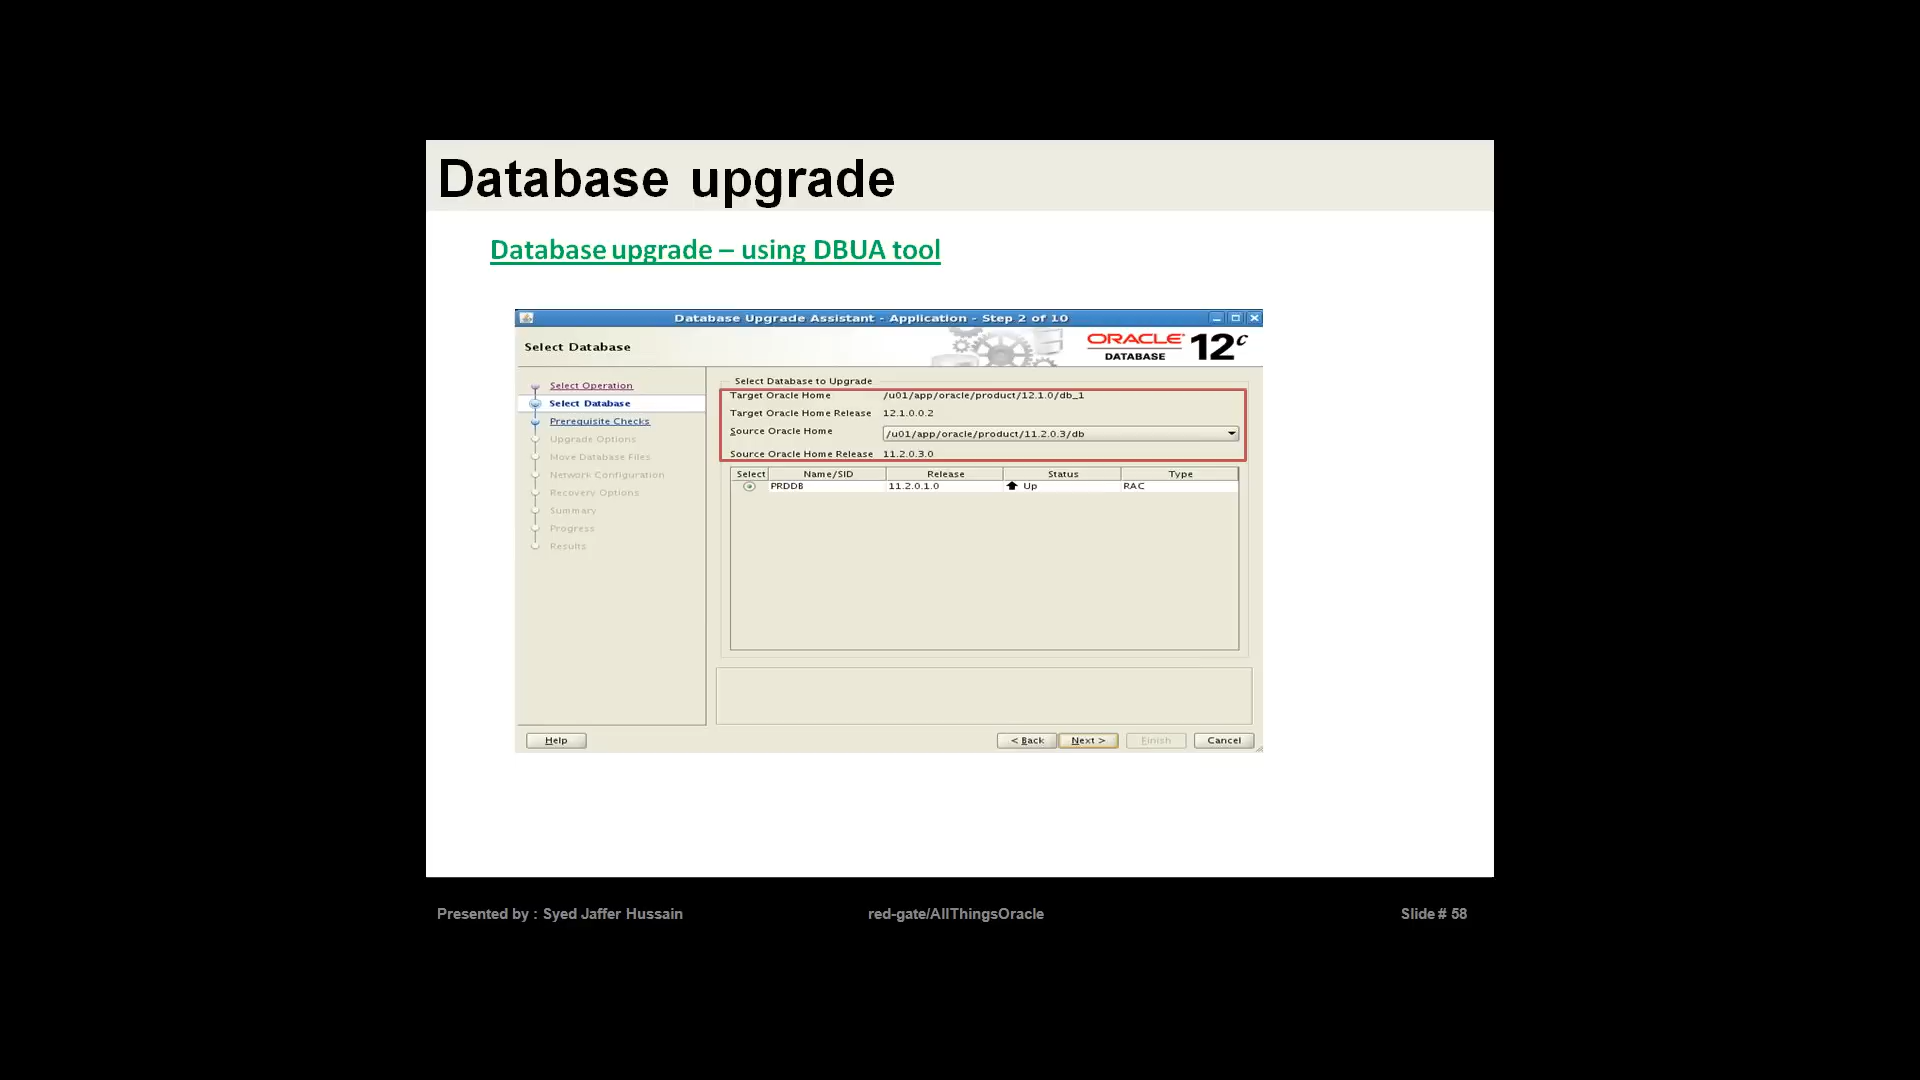 Database upgrade
Database upgrade – using DBUA tool
Database Upgrade Assistant - Application - Step 2 of 10
Select Database
ORACLE
DATABASE 12c
Select Operation
Select Database
Prerequisite Checks
Upgrade Options
Move Database Files
Network Configuration
Recovery Options
Summary
Progress
Results
Select Database to Upgrade
Target Oracle Home /u01/app/oracle/product/12.1.0/db_1
Target Oracle Home Release 12.1.0.0.2
Source Oracle Home /u01/app/oracle/product/11.2.0.3/db
Source Oracle Home Release 11.2.0.3.0
Select Name/SID Release Status Type
PRDDB 11.2.0.1.0 Up RAC
Help < Back Next > Finish Cancel
Presented by : Syed Jaffer Hussain red-gate/AllThingsOracle Slide # 58